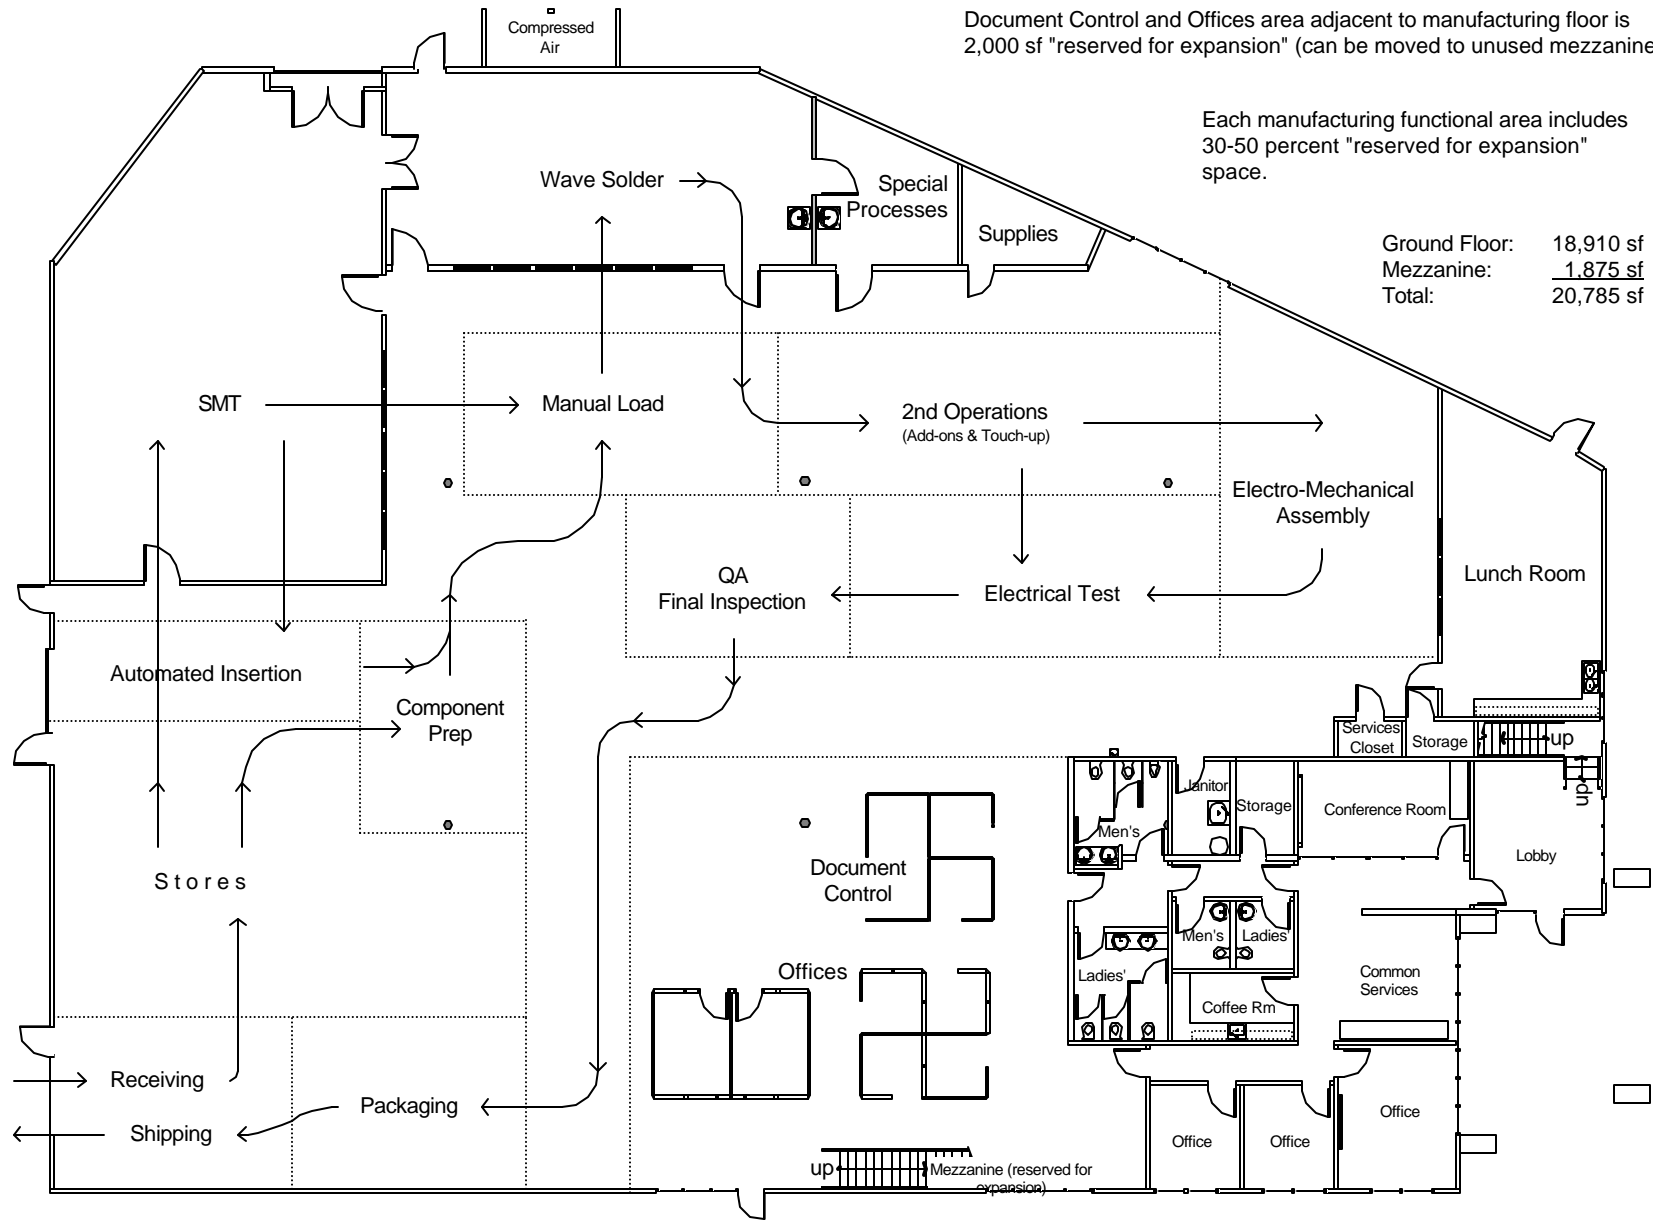 Compressed
Air
Document Control and Offices area adjacent to manufacturing floor is
2,000 sf "reserved for expansion" (can be moved to unused mezzanine
Each manufacturing functional area includes
30-50 percent "reserved for expansion"
space.
Wave Solder
Special
Processes
Supplies
Ground Floor: 18,910 sf
Mezzanine: 1,875 sf
Total: 20,785 sf
SMT
Manual Load
2nd Operations
(Add-ons & Touch-up)
Electro-Mechanical
Assembly
Lunch Room
QA
Final Inspection
Electrical Test
Automated Insertion
Component
Prep
Services
Closet
Storage
up
dn
Janitor
Storage
Conference Room
Men's
Lobby
Document
Control
Stores
Men's
Ladies'
Ladies'
Offices
Common
Services
Coffee Rm
Receiving
Packaging
Shipping
Office
Office
Office
up
Mezzanine (reserved for
expansion)